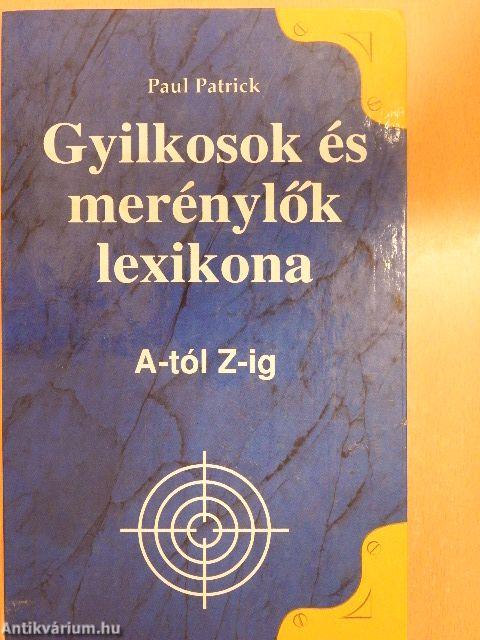 Paul Patrick
Gyilkosok és
merénylők
lexikona
A-tól Z-ig
Antikvárium.hu